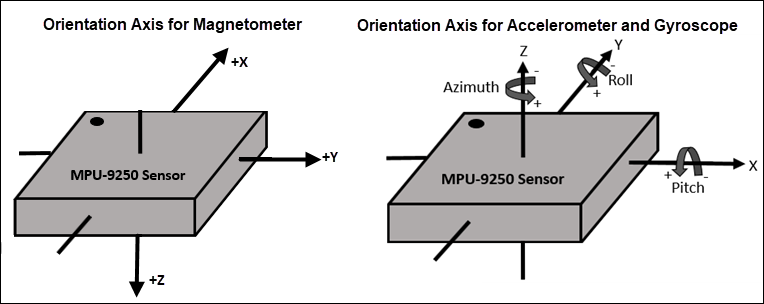 Orientation Axis for Magnetometer
+X
+Y
MPU-9250 Sensor
+Z
Orientation Axis for Accelerometer and Gyroscope
Z
Y
Azimuth
-
+
-
Roll
+
MPU-9250 Sensor
X
+
-
Pitch